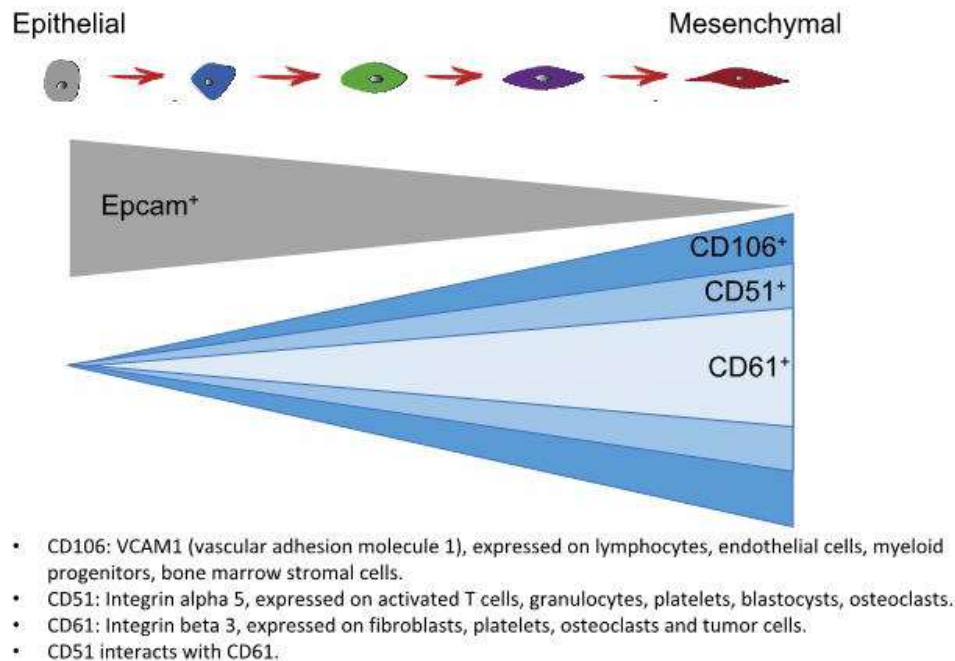 Epithelial
Mesenchymal
Epcam⁺
CD106⁺
CD51⁺
CD61⁺
• CD106: VCAM1 (vascular adhesion molecule 1), expressed on lymphocytes, endothelial cells, myeloid
progenitors, bone marrow stromal cells.
• CD51: Integrin alpha 5, expressed on activated T cells, granulocytes, platelets, blastocysts, osteoclasts.
• CD61: Integrin beta 3, expressed on fibroblasts, platelets, osteoclasts and tumor cells.
• CD51 interacts with CD61.